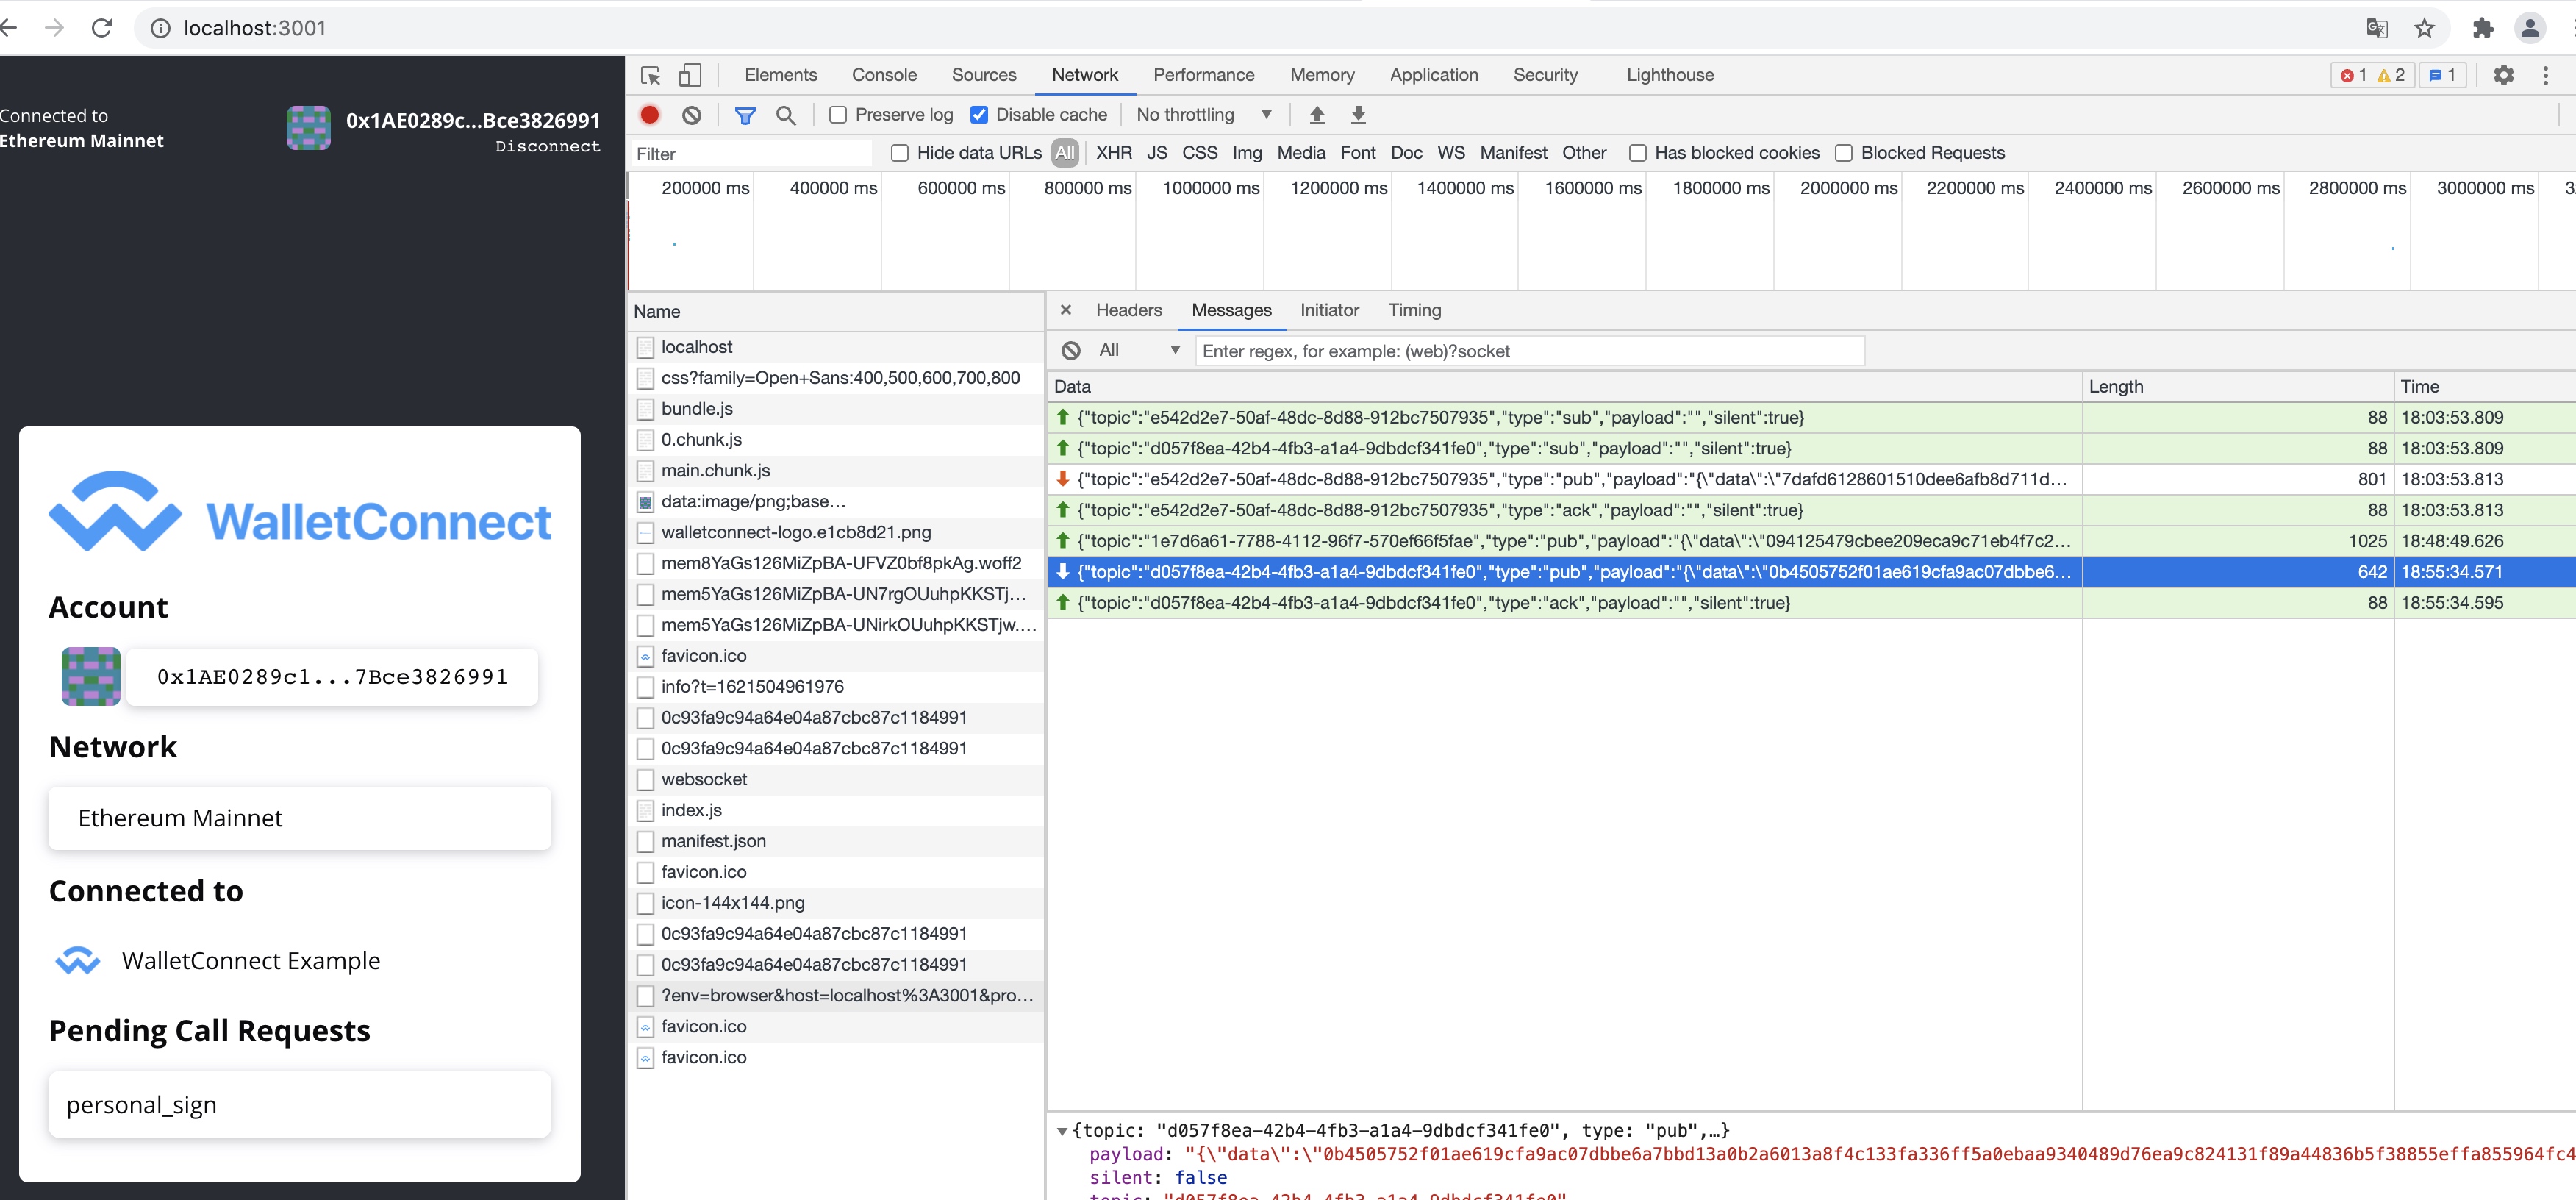 localhost:3001
Connected to
Ethereum Mainnet
0x1AE0289c...Bce3826991
Disconnect
WalletConnect
Account
0x1AE0289c1...7Bce3826991
Network
Ethereum Mainnet
Connected to
WalletConnect Example
Pending Call Requests
personal_sign
Elements Console Sources Network Performance Memory Application Security Lighthouse 1 2 1
Preserve log Disable cache No throttling
Filter Hide data URLs All XHR JS CSS Img Media Font Doc WS Manifest Other Has blocked cookies Blocked Requests
200000 ms 400000 ms 600000 ms 800000 ms 1000000 ms 1200000 ms 1400000 ms 1600000 ms 1800000 ms 2000000 ms 2200000 ms 2400000 ms 2600000 ms 2800000 ms 3000000 ms 3
Name
localhost
css?family=Open+Sans:400,500,600,700,800
bundle.js
0.chunk.js
main.chunk.js
data:image/png;base…
walletconnect-logo.e1cb8d21.png
mem8YaGs126MiZpBA-UFVZ0bf8pkAg.woff2
mem5YaGs126MiZpBA-UN7rgOUuhpKKSTj…
mem5YaGs126MiZpBA-UNirkOUuhpKKSTjw.…
favicon.ico
info?t=1621504961976
0c93fa9c94a64e04a87cbc87c1184991
0c93fa9c94a64e04a87cbc87c1184991
websocket
index.js
manifest.json
favicon.ico
icon-144x144.png
0c93fa9c94a64e04a87cbc87c1184991
0c93fa9c94a64e04a87cbc87c1184991
?env=browser&host=localhost%3A3001&pro…
favicon.ico
favicon.ico
Headers Messages Initiator Timing
All Enter regex, for example: (web)?socket
Data Length Time
{"topic":"e542d2e7-50af-48dc-8d88-912bc7507935","type":"sub","payload":"","silent":true} 88 18:03:53.809
{"topic":"d057f8ea-42b4-4fb3-a1a4-9dbdcf341fe0","type":"sub","payload":"","silent":true} 88 18:03:53.809
{"topic":"e542d2e7-50af-48dc-8d88-912bc7507935","type":"pub","payload":"{\"data\":\"7dafd6128601510dee6afb8d711d… 801 18:03:53.813
{"topic":"e542d2e7-50af-48dc-8d88-912bc7507935","type":"ack","payload":"","silent":true} 88 18:03:53.813
{"topic":"1e7d6a61-7788-4112-96f7-570ef66f5fae","type":"pub","payload":"{\"data\":\"094125479cbee209eca9c71eb4f7c2… 1025 18:48:49.626
{"topic":"d057f8ea-42b4-4fb3-a1a4-9dbdcf341fe0","type":"pub","payload":"{\"data\":\"0b4505752f01ae619cfa9ac07dbbe6… 642 18:55:34.571
{"topic":"d057f8ea-42b4-4fb3-a1a4-9dbdcf341fe0","type":"ack","payload":"","silent":true} 88 18:55:34.595
{topic: "d057f8ea-42b4-4fb3-a1a4-9dbdcf341fe0", type: "pub",…}
payload: "{\"data\":\"0b4505752f01ae619cfa9ac07dbbe6a7bbd13a0b2a6013a8f4c133fa336ff5a0ebaa9340489d76ea9c824131f89a44836b5f38855effa855964fc4
silent: false
topic: "d057f8ea-42b4-4fb3-a1a4-9dbdcf341fe0"